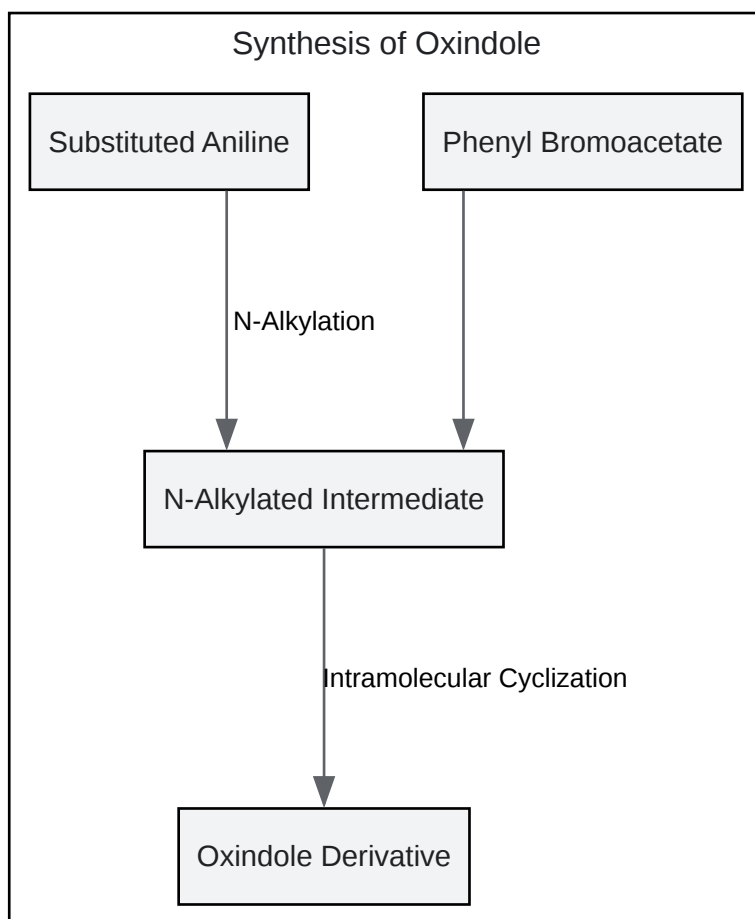 Synthesis of Oxindole
Substituted Aniline
Phenyl Bromoacetate
N-Alkylation
N-Alkylated Intermediate
Intramolecular Cyclization
Oxindole Derivative